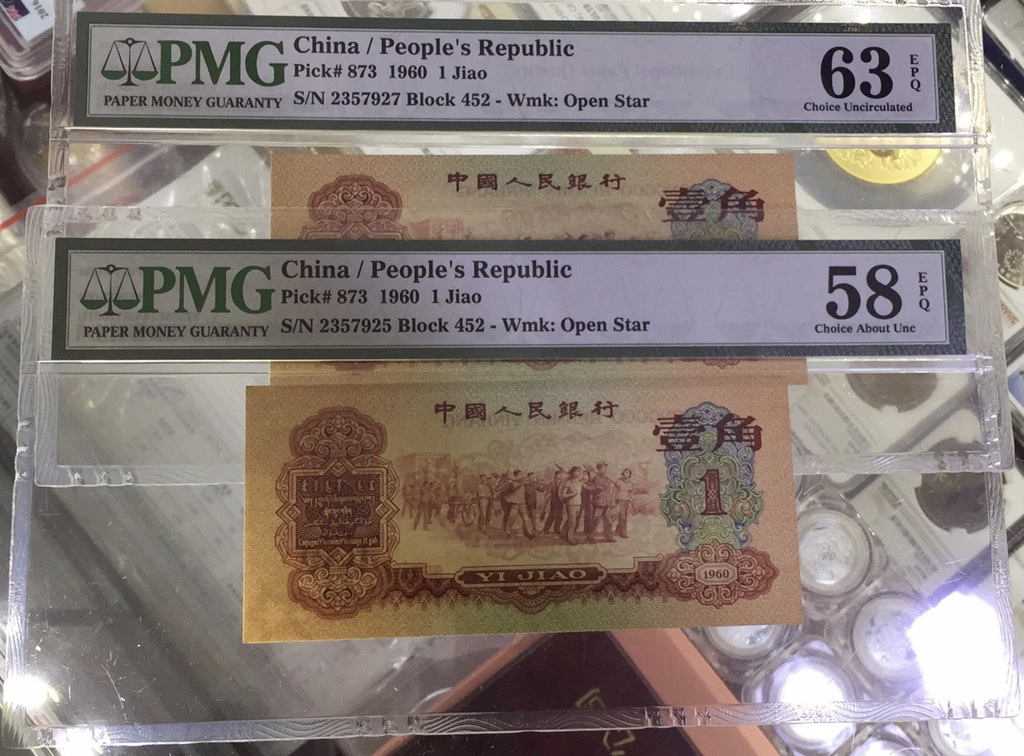 PMG
PAPER MONEY GUARANTY
China / People's Republic
Pick# 873 1960 1 Jiao
S/N 2357927 Block 452 - Wmk: Open Star
63
EPQ
Choice Uncirculated
中國人民銀行
壹角
PMG
PAPER MONEY GUARANTY
China / People's Republic
Pick# 873 1960 1 Jiao
S/N 2357925 Block 452 - Wmk: Open Star
58
EPQ
Choice About Unc
中國人民銀行
壹角
1
YI JIAO
1960